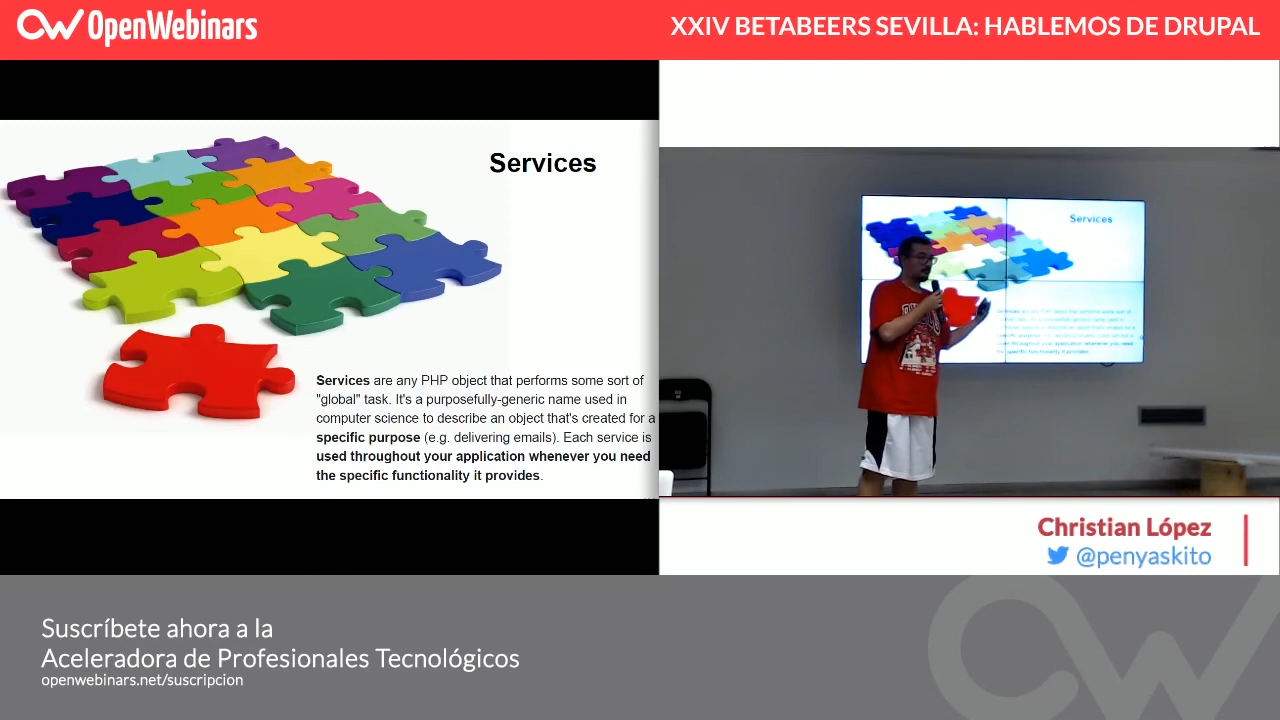 OpenWebinars
XXIV BETABEERS SEVILLA: HABLEMOS DE DRUPAL
Services
Services are any PHP object that performs some sort of
"global" task. It's a purposefully-generic name used in
computer science to describe an object that's created for a
specific purpose (e.g. delivering emails). Each service is
used throughout your application whenever you need
the specific functionality it provides.
Services
Christian López
@penyaskito
Suscríbete ahora a la
Aceleradora de Profesionales Tecnológicos
openwebinars.net/suscripcion